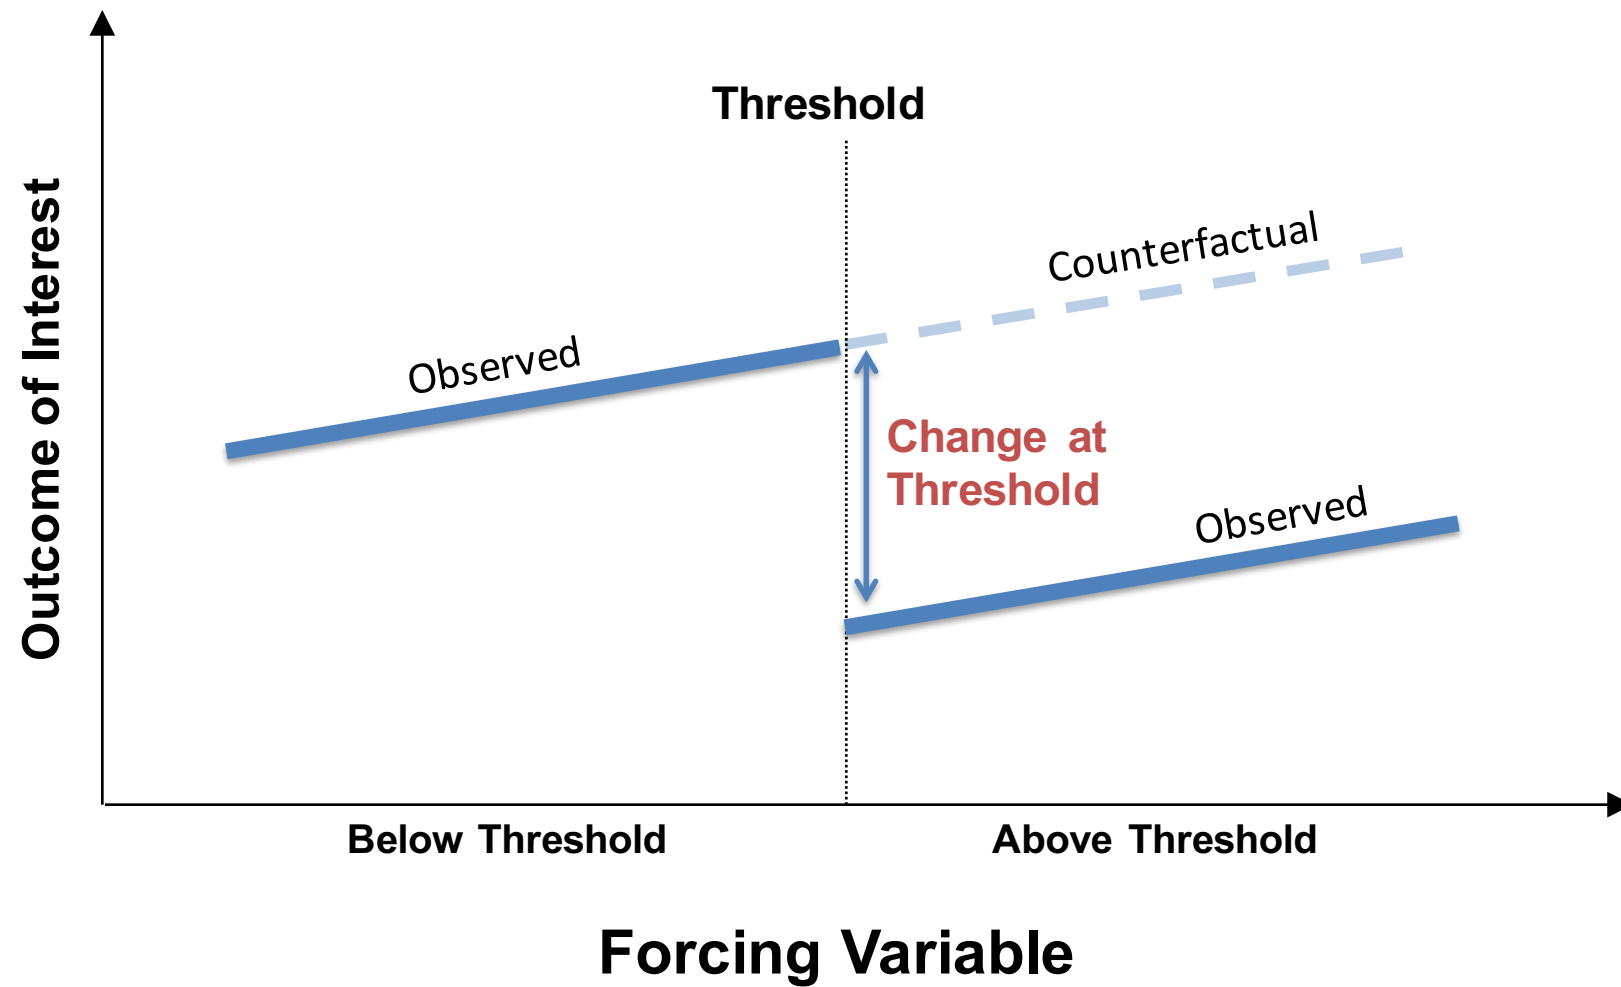 Threshold
Outcome of Interest
Counterfactual
Observed
Change at
Threshold
Observed
Below Threshold
Above Threshold
Forcing Variable